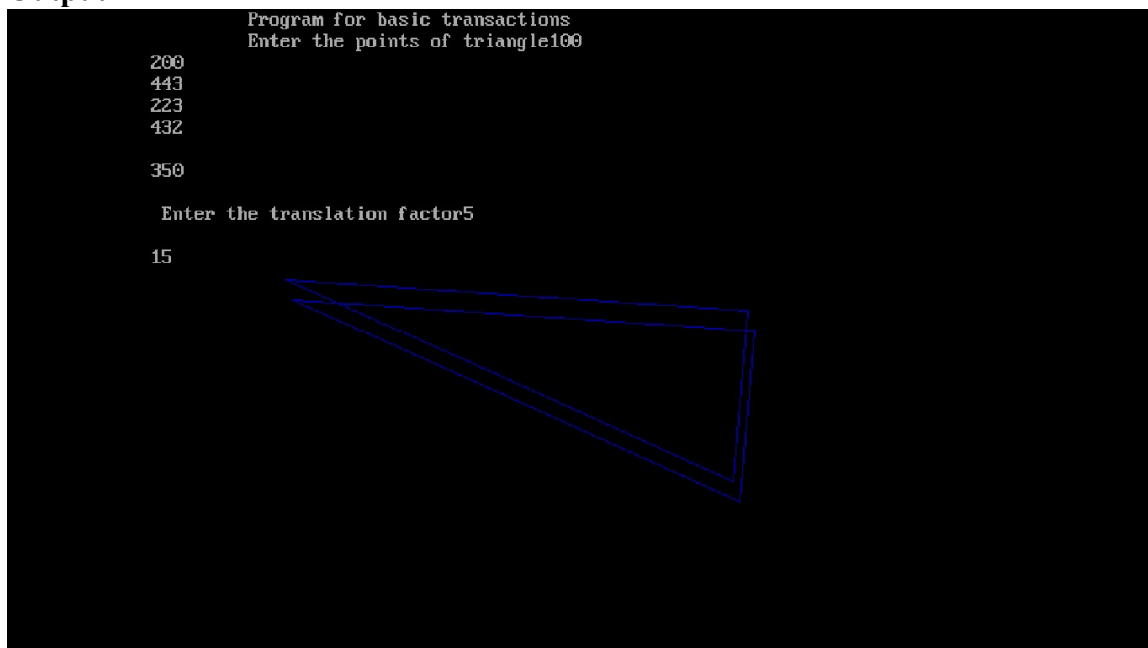 Program for basic transactions
Enter the points of triangle100
200
443
223
432
350
Enter the translation factor5
15